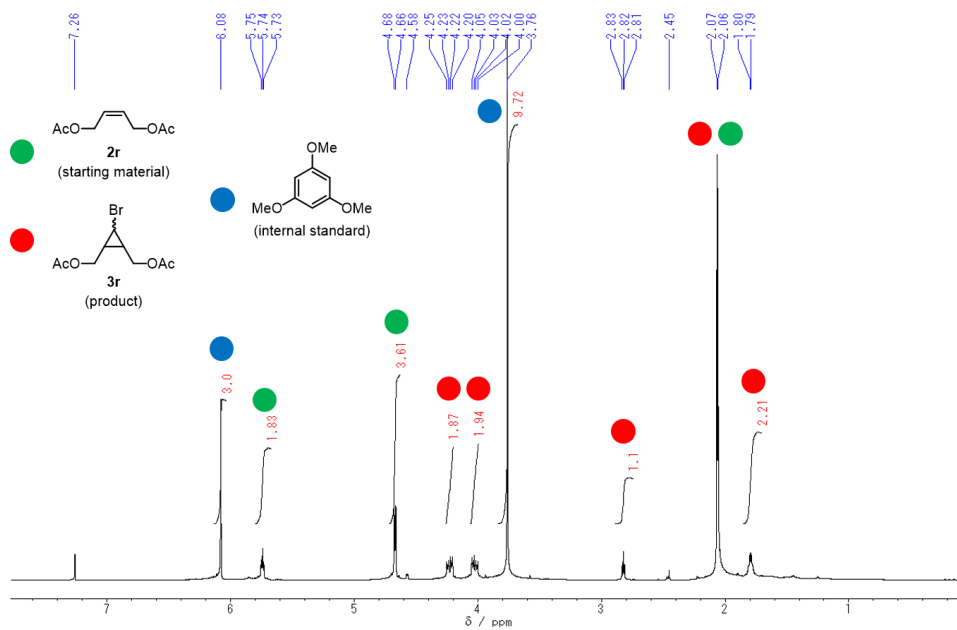 7.26
6.08
5.75
5.74
5.73
4.68
4.66
4.58
4.25
4.23
4.22
4.20
4.05
4.03
4.02
4.00
3.76
2.83
2.82
2.81
2.45
2.07
2.06
1.80
1.79
AcO OAc
2r
(starting material)
Br
AcO OAc
3r
(product)
OMe
MeO OMe
(internal standard)
3.0
1.83
3.61
1.87
1.94
9.72
1.1
2.21
7 6 5 4 3 2 1
δ / ppm